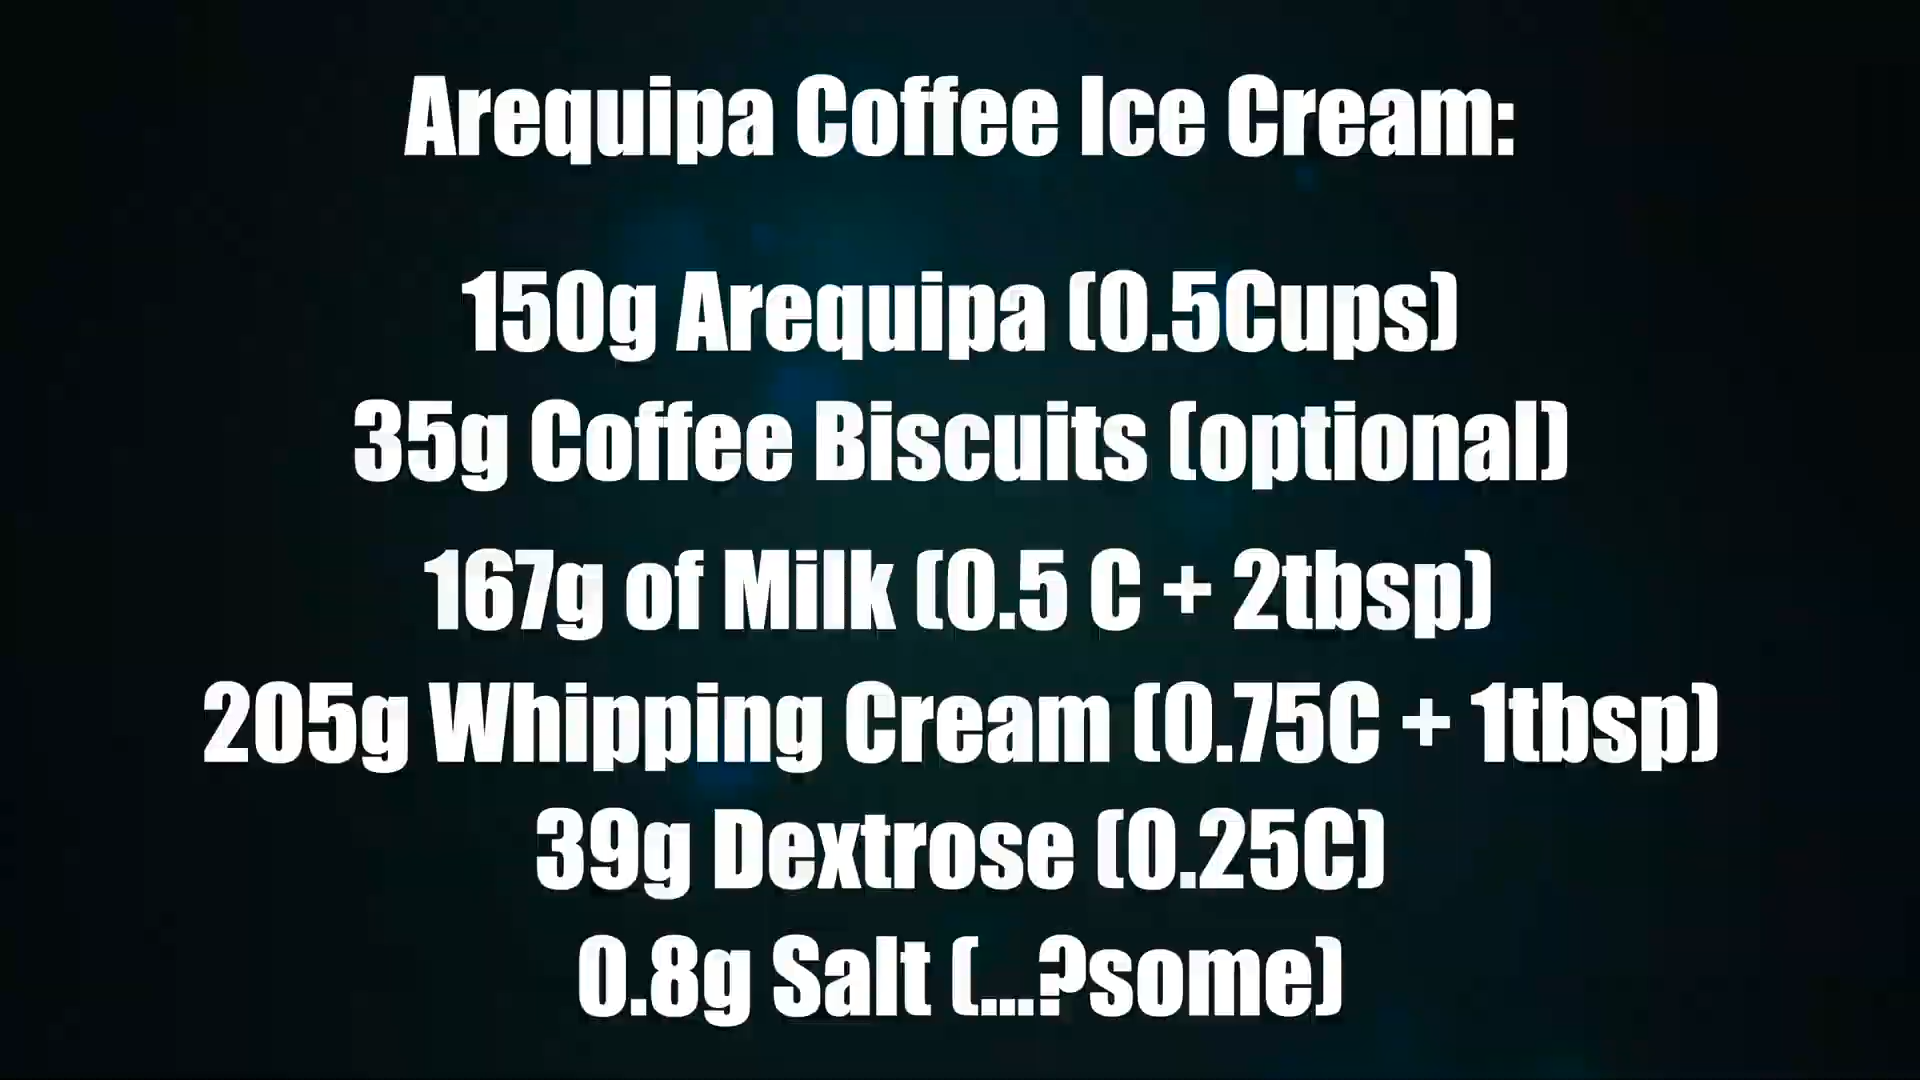 Arequipa Coffee Ice Cream:
150g Arequipa (0.5Cups)
35g Coffee Biscuits (optional)
167g of Milk (0.5 C + 2tbsp)
205g Whipping Cream (0.75C + 1tbsp)
39g Dextrose (0.25C)
0.8g Salt (...?some)